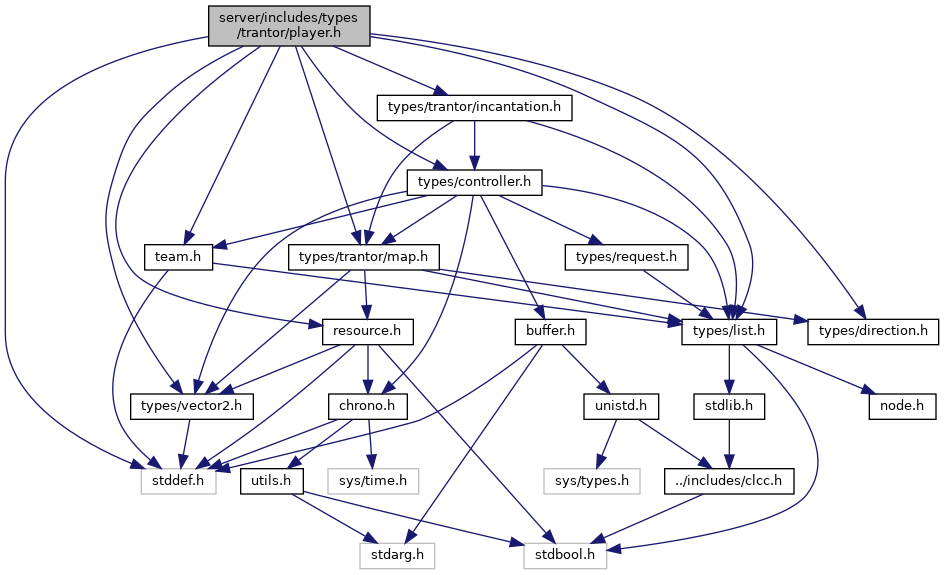 server/includes/types
/trantor/player.h
types/trantor/incantation.h
types/controller.h
team.h
types/trantor/map.h
types/request.h
resource.h
buffer.h
types/list.h
types/direction.h
types/vector2.h
chrono.h
unistd.h
stdlib.h
node.h
stddef.h
utils.h
sys/time.h
sys/types.h
../includes/clcc.h
stdarg.h
stdbool.h